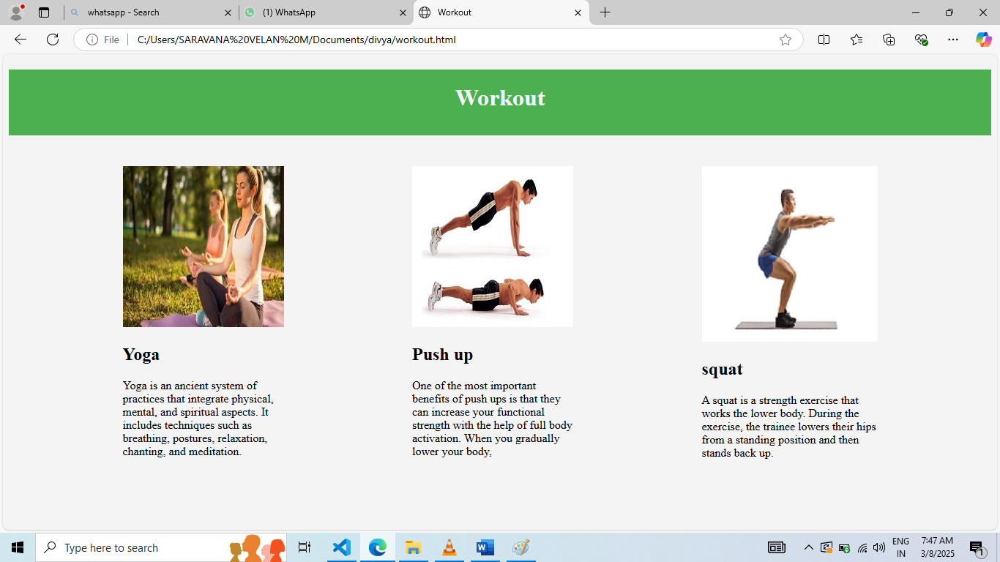 whatsapp - Search
(1) WhatsApp
Workout
File
C:/Users/SARAVANA%20VELAN%20M/Documents/divya/workout.html
Workout
Yoga
Yoga is an ancient system of
practices that integrate physical,
mental, and spiritual aspects. It
includes techniques such as
breathing, postures, relaxation,
chanting, and meditation.
Push up
One of the most important
benefits of push ups is that they
can increase your functional
strength with the help of full body
activation. When you gradually
lower your body,
squat
A squat is a strength exercise that
works the lower body. During the
exercise, the trainee lowers their hips
from a standing position and then
stands back up.
Type here to search
ENG
IN
7:47 AM
3/8/2025
1